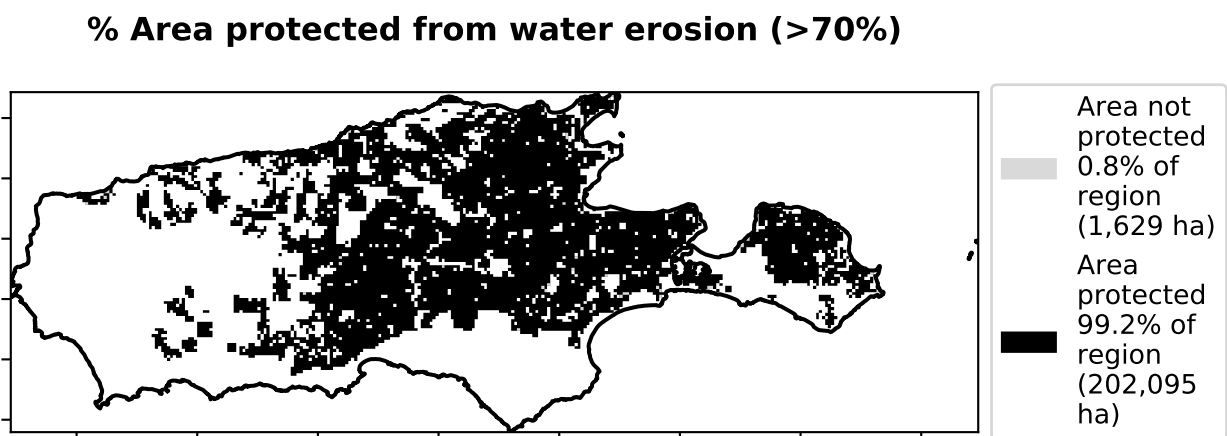 % Area protected from water erosion (>70%)
Area not
protected
0.8% of
region
(1,629 ha)
Area
protected
99.2% of
region
(202,095
ha)